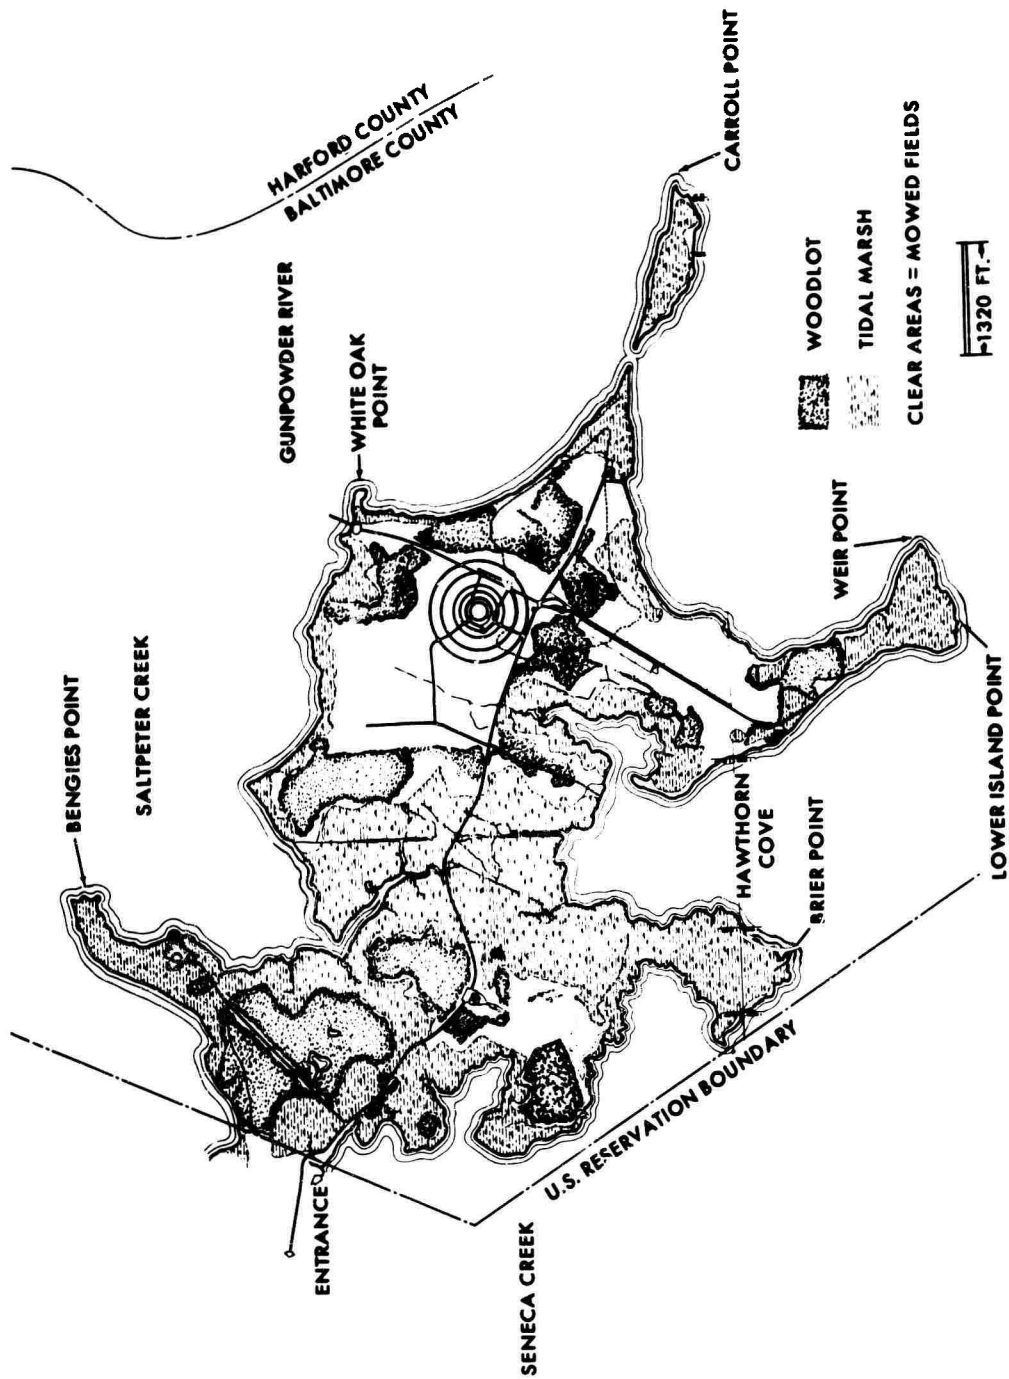 BENGIES POINT
SALTPETER CREEK
GUNPOWDER RIVER
WHITE OAK
POINT
HARFORD COUNTY
BALTIMORE COUNTY
CARROLL POINT
ENTRANCE
SENECA CREEK
U.S. RESERVATION BOUNDARY
HAWTHORN
COVE
BRIER POINT
WEIR POINT
LOWER ISLAND POINT
WOODLOT
TIDAL MARSH
CLEAR AREAS = MOWED FIELDS
1320 FT.